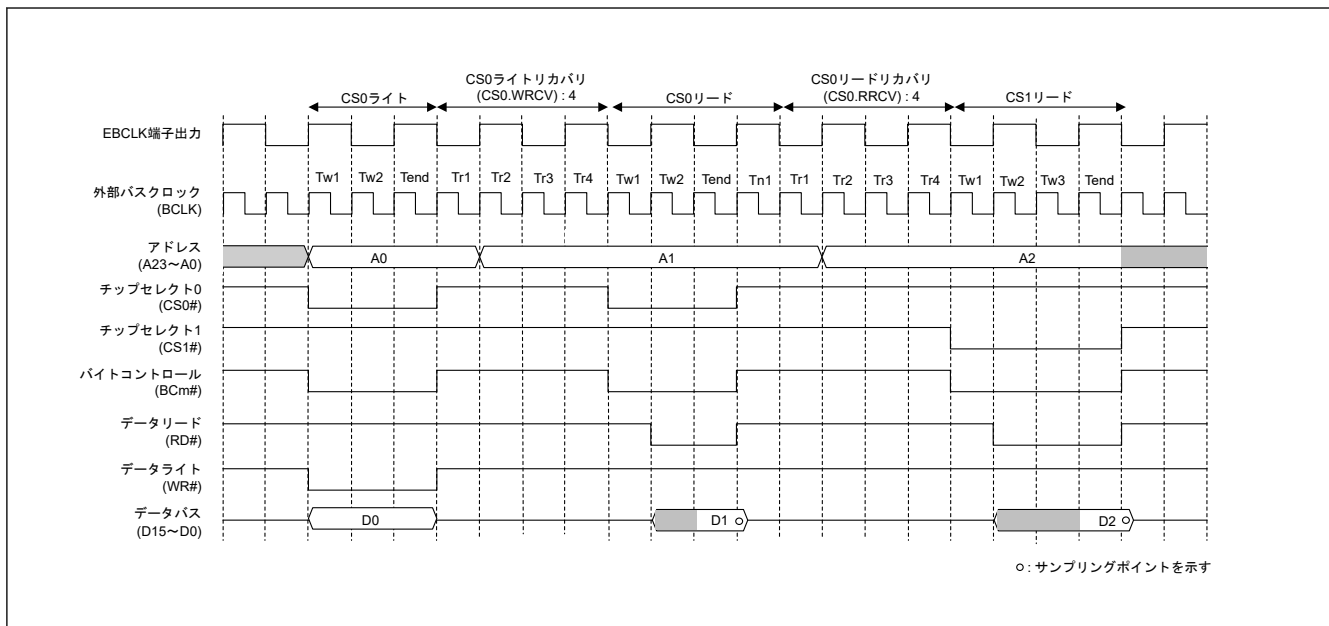 CS0ライト
CS0ライトリカバリ
(CS0.WRCV) : 4
CS0リード
CS0リードリカバリ
(CS0.RRCV) : 4
CS1リード
EBCLK端子出力
Tw1 Tw2 Tend Tr1 Tr2 Tr3 Tr4 Tw1 Tw2 Tend Tn1 Tr1 Tr2 Tr3 Tr4 Tw1 Tw2 Tw3 Tend
外部バスクロック
(BCLK)
アドレス
(A23～A0)
A0 A1 A2
チップセレクト0
(CS0#)
チップセレクト1
(CS1#)
バイトコントロール
(BCm#)
データリード
(RD#)
データライト
(WR#)
データバス
(D15～D0)
D0 D1 D2
: サンプリングポイントを示す